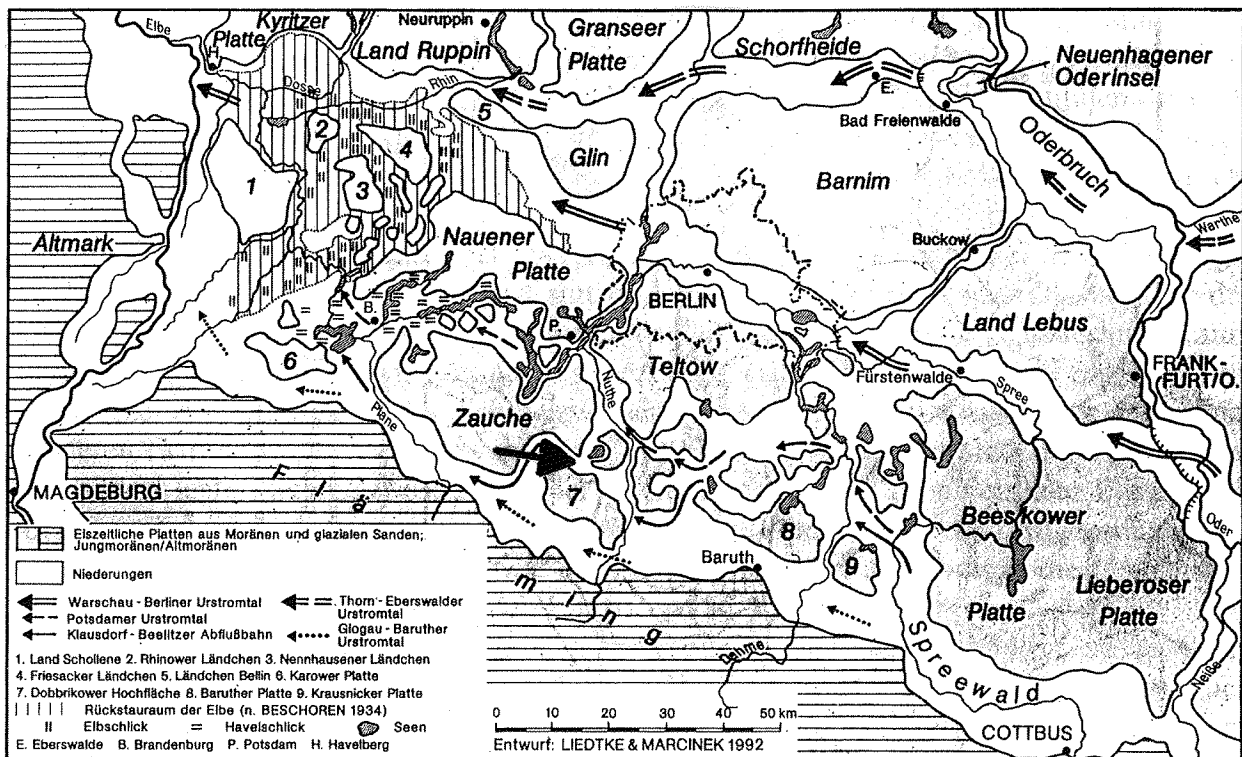 Elbe
Kyritzer
Platte
H.
Neuruppin
Land Ruppin
Granseer
Platte
Schorfheide
Neuenhagener
Oderinsel
Dosse
Rhin
E.
Bad Freienwalde
5
2
4
Glin
Oderbruch
1
3
Barnim
Warthe
Altmark
Nauener
Platte
Buckow
BERLIN
B.
P.
Land Lebus
6
Teltow
Fürstenwalde
Spree
FRANK-
FURT/O.
Nuthe
Plane
Zauche
MAGDEBURG
Fläming
7
8
9
Baruth
Beeskower
Platte
Oder
Lieberoser
Platte
Dahme
Spreewald
Neiße
COTTBUS
Eiszeitliche Platten aus Moränen und glazialen Sanden;
Jungmoränen/Altmoränen
Niederungen
Warschau-Berliner Urstromtal
Thorn-Eberswalder
Urstromtal
Potsdamer Urstromtal
Klausdorf-Beelitzer Abflußbahn
Glogau-Baruther
Urstromtal
1. Land Schollene 2. Rhinower Ländchen 3. Nennhausener Ländchen
4. Friesacker Ländchen 5. Ländchen Bellin 6. Karower Platte
7. Dobbrikower Hochfläche 8. Baruther Platte 9. Krausnicker Platte
Rückstauraum der Elbe (n. BESCHOREN 1934)
Elbschlick
Havelschlick
Seen
E. Eberswalde B. Brandenburg P. Potsdam H. Havelberg
0 10 20 30 40 50 km
Entwurf: LIEDTKE & MARCINEK 1992